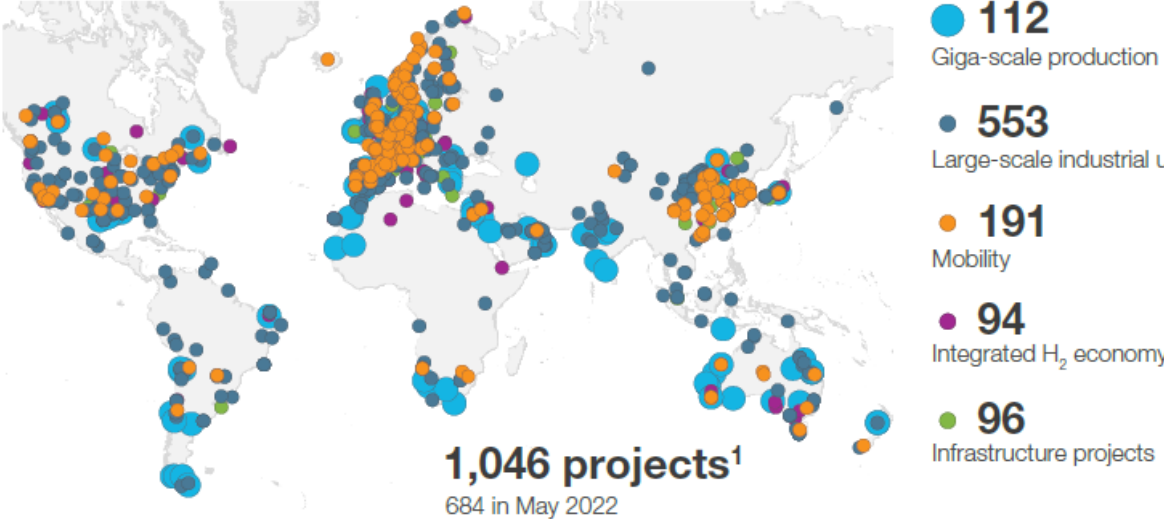 112
Giga-scale production
553
Large-scale industrial u
191
Mobility
94
Integrated H₂ economy
96
Infrastructure projects
1,046 projects¹
684 in May 2022